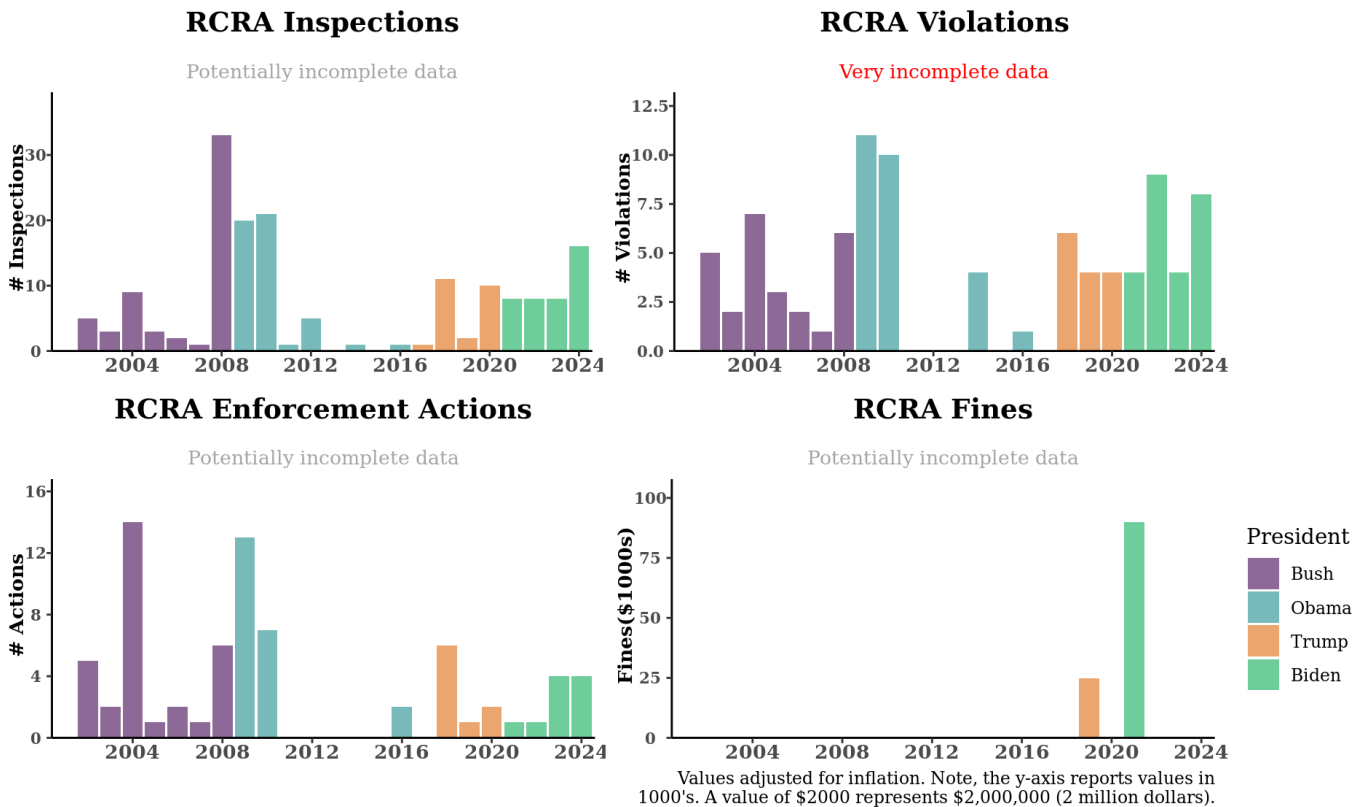 RCRA Inspections
Potentially incomplete data
# Inspections
30
20
10
0
2004 2008 2012 2016 2020 2024
RCRA Violations
Very incomplete data
# Violations
12.5
10.0
7.5
5.0
2.5
0.0
2004 2008 2012 2016 2020 2024
RCRA Enforcement Actions
Potentially incomplete data
# Actions
16
12
8
4
0
2004 2008 2012 2016 2020 2024
RCRA Fines
Potentially incomplete data
Fines($1000s)
100
75
50
25
0
2004 2008 2012 2016 2020 2024
President
Bush
Obama
Trump
Biden
Values adjusted for inflation. Note, the y-axis reports values in
1000's. A value of $2000 represents $2,000,000 (2 million dollars).